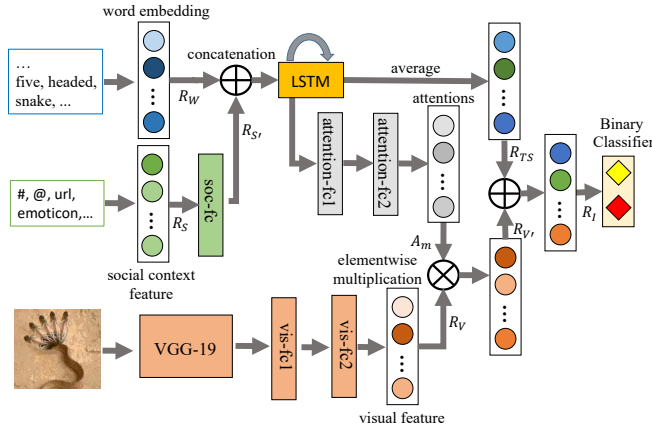 word embedding
...
five, headed,
snake, ...
R_W
concatenation
LSTM
average
attentions
R_S'
attention-fc1
attention-fc2
R_TS
Binary
Classifier
#, @, url,
emoticon,...
R_S
soc-fc
social context
feature
A_m
elementwise
multiplication
R_V'
R_I
VGG-19
vis-fc1
vis-fc2
R_V
visual feature